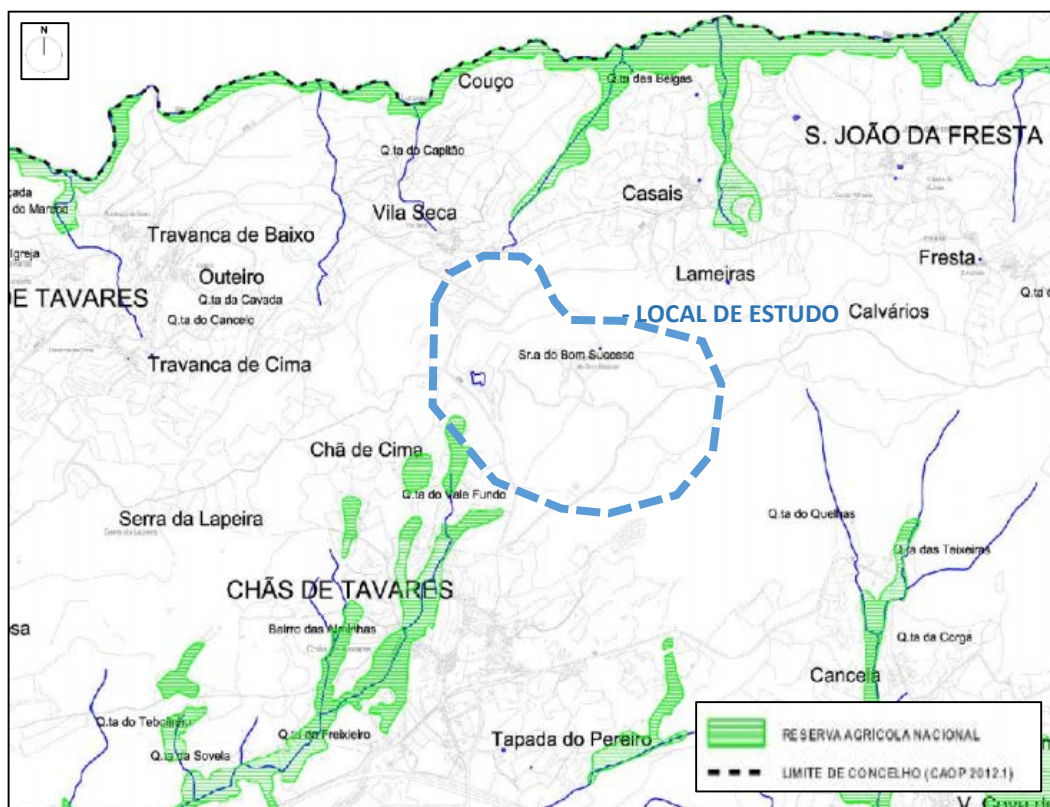 N
Couço
Q.ta das Belgas
S. JOÃO DA FRESTA
Q.ta do Capitão
Casais
Vila Seca
Igreja
Travanca de Baixo
Fresta
Outeiro
Lameiras
DE TAVARES
Q.ta da Cavada
- LOCAL DE ESTUDO
Calvários
Q.ta do Cancelo
Travanca de Cima
Sr.a do Bom Sucesso
Chã de Cima
Q.ta do Vale Fundo
Serra da Lapeira
Q.ta do Quelhas
Q.ta das Teixeiras
CHÃS DE TAVARES
Bairro das Alminhas
Q.ta da Corga
Cancela
Q.ta do Freixieiro
Tapada do Pereiro
Q.ta da Sovela
RESERVA AGRÍCOLA NACIONAL
LIMITE DE CONCELHO (CAOP 2012.1)